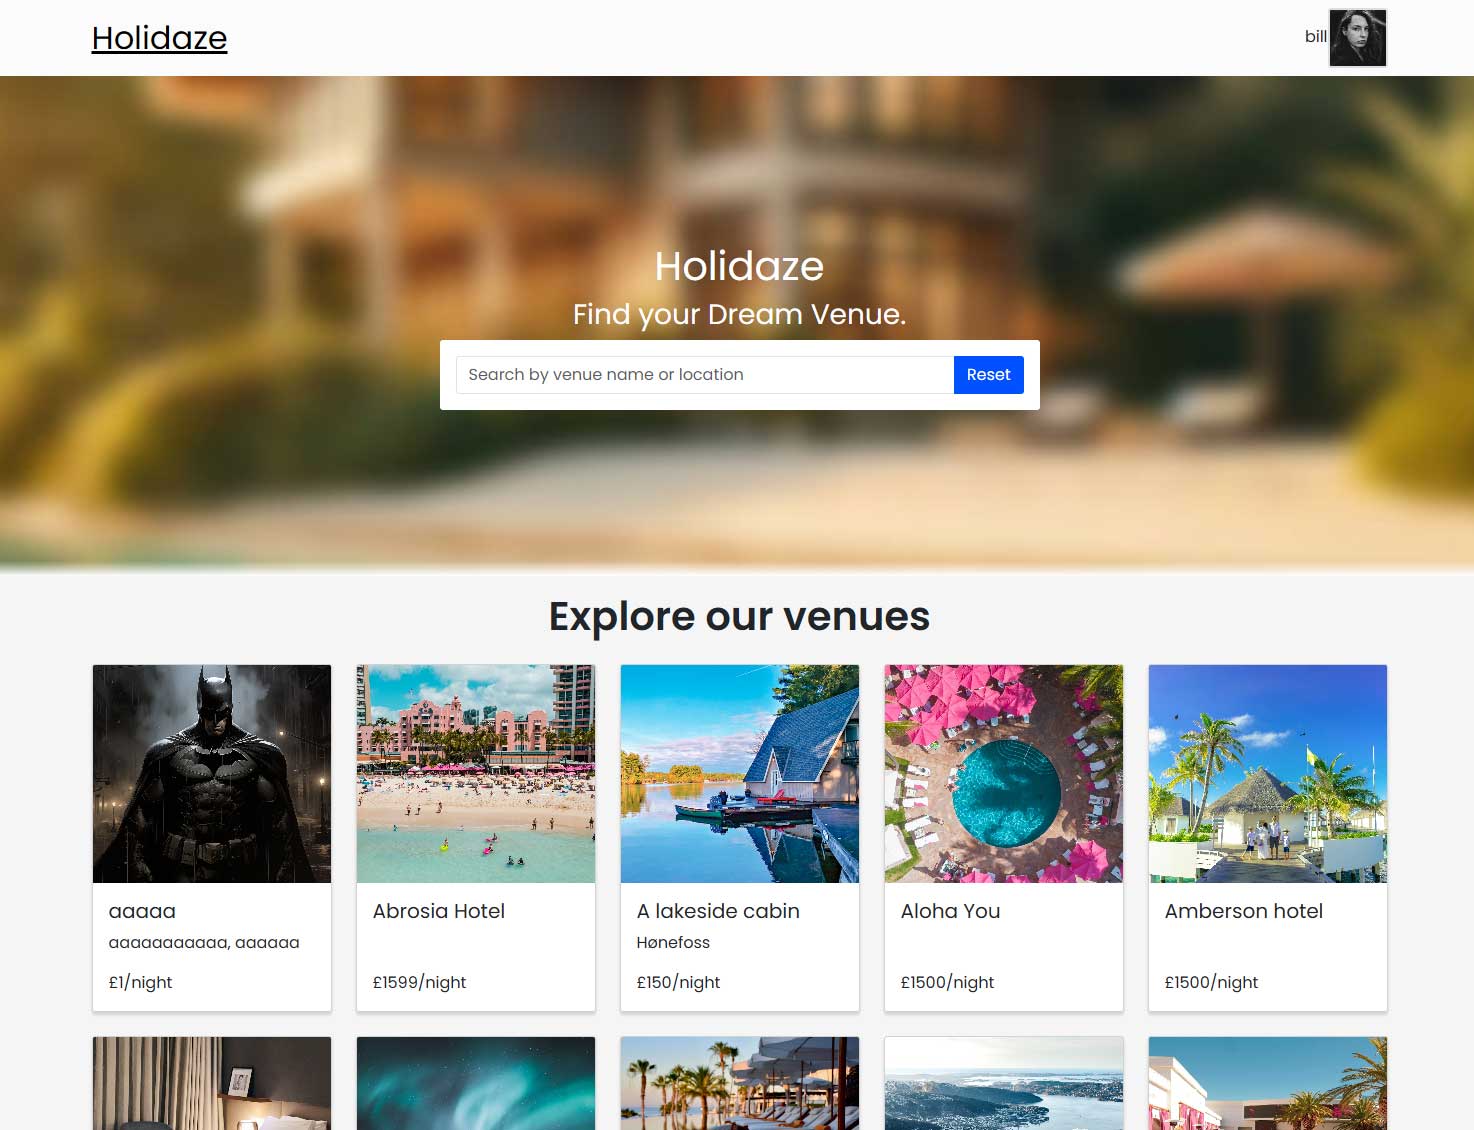 Holidaze
bill
Holidaze
Find your Dream Venue.
Search by venue name or location
Reset
Explore our venues
aaaaa
aaaaaaaaaaa, aaaaaa
£1/night
Abrosia Hotel
£1599/night
A lakeside cabin
Hønefoss
£150/night
Aloha You
£1500/night
Amberson hotel
£1500/night